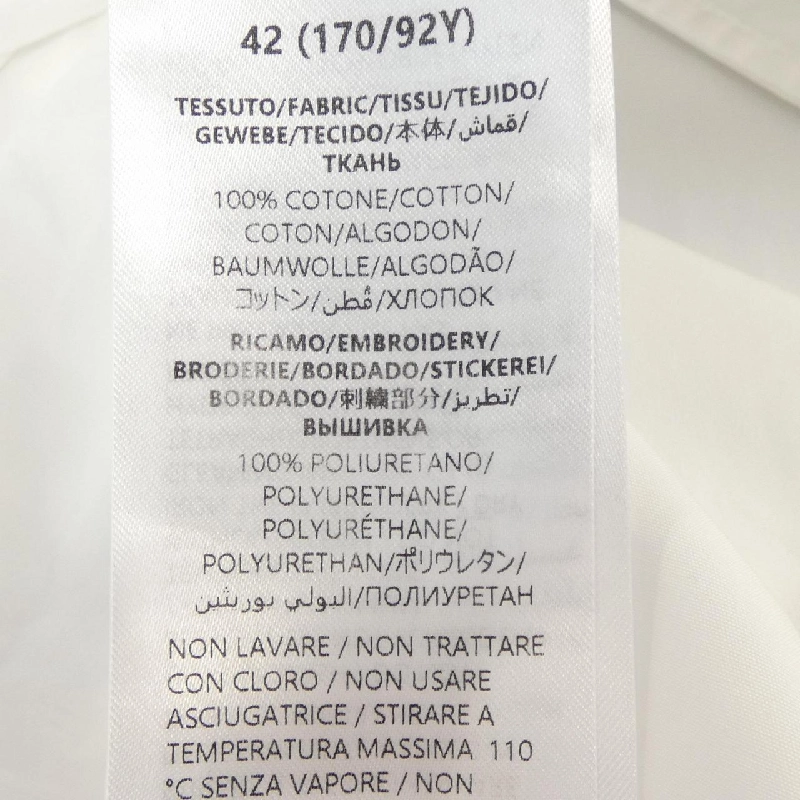 42 (170/92Y)
TESSUTO/FABRIC/TISSU/TEJIDO/
GEWEBE/TECIDO/本体/قماش/
ТКАНЬ
100% COTONE/COTTON/
COTON/ALGODON/
BAUMWOLLE/ALGODÃO/
コットン/قُطن/ХЛОПОК
RICAMO/EMBROIDERY/
BRODERIE/BORDADO/STICKEREI/
BORDADO/刺繍部分/تطريز/
ВЫШИВКА
100% POLIURETANO/
POLYURETHANE/
POLYURÉTHANE/
POLYURETHAN/ポリウレタン/
البولي يوريثين/ПОЛИУРЕТАН
NON LAVARE / NON TRATTARE
CON CLORO / NON USARE
ASCIUGATRICE / STIRARE A
TEMPERATURA MASSIMA 110
°C SENZA VAPORE / NON